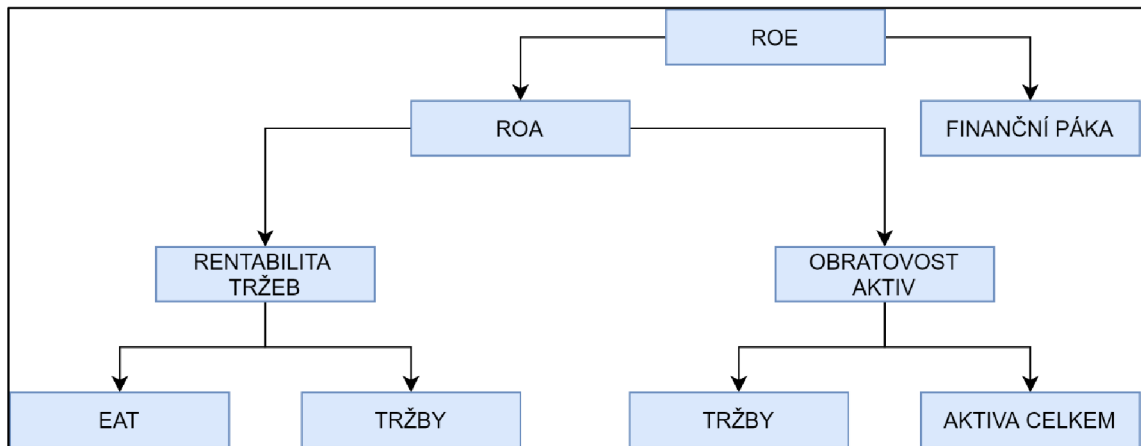 ROE
ROA
FINANČNÍ PÁKA
RENTABILITA
TRŽEB
OBRATOVOST
AKTIV
EAT
TRŽBY
TRŽBY
AKTIVA CELKEM